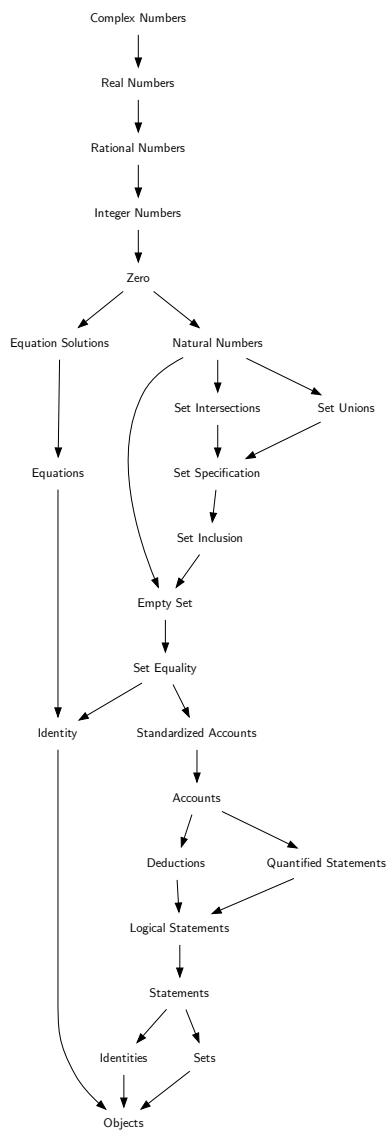 Complex Numbers
Real Numbers
Rational Numbers
Integer Numbers
Zero
Equation Solutions
Natural Numbers
Set Intersections
Set Unions
Equations
Set Specification
Set Inclusion
Empty Set
Set Equality
Identity
Standardized Accounts
Accounts
Deductions
Quantified Statements
Logical Statements
Statements
Identities
Sets
Objects